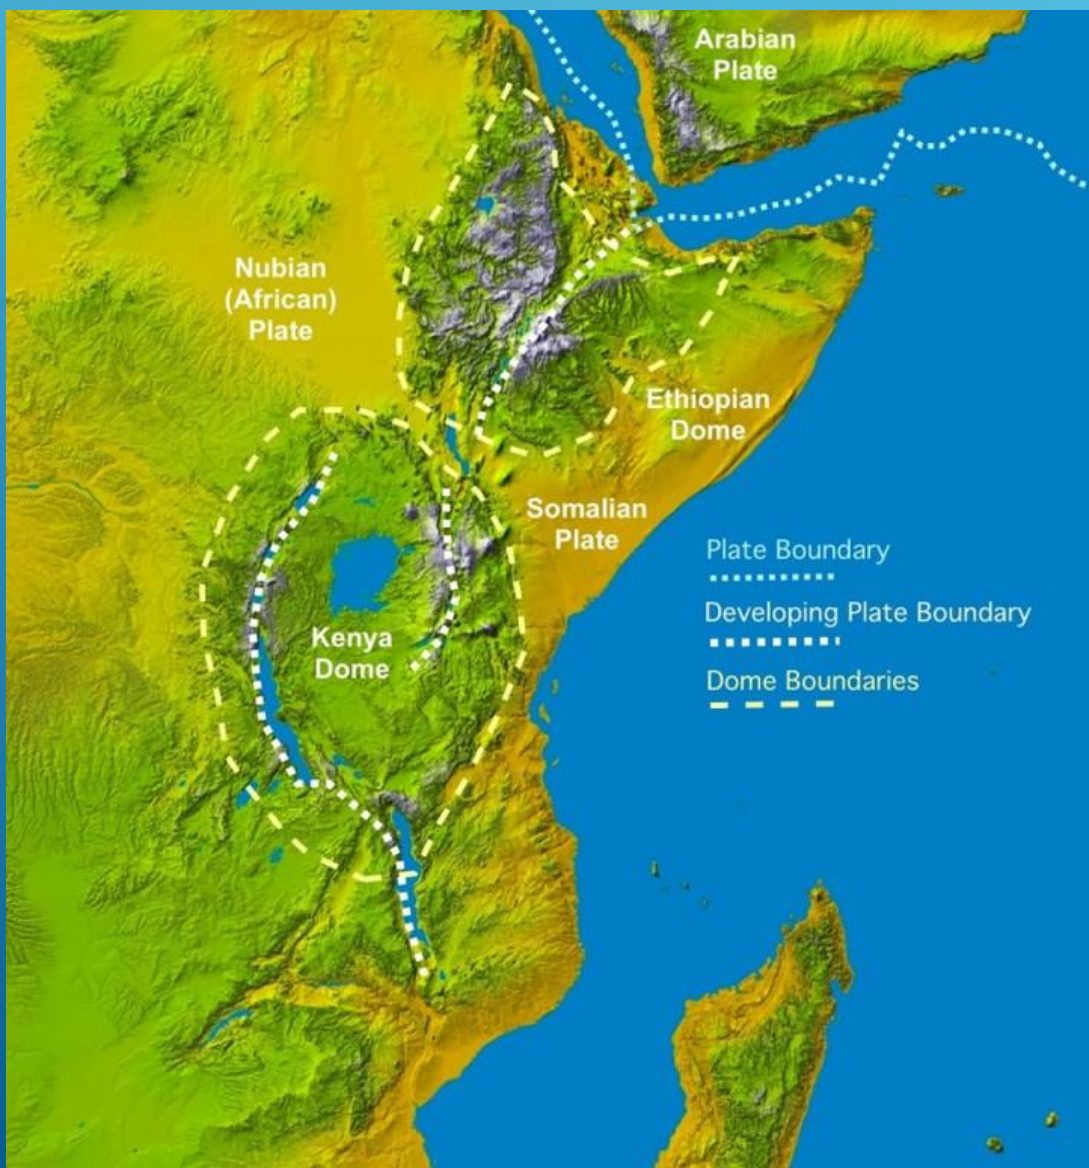 Arabian
Plate
Nubian
(African)
Plate
Ethiopian
Dome
Somalian
Plate
Plate Boundary
Developing Plate Boundary
Kenya
Dome
Dome Boundaries